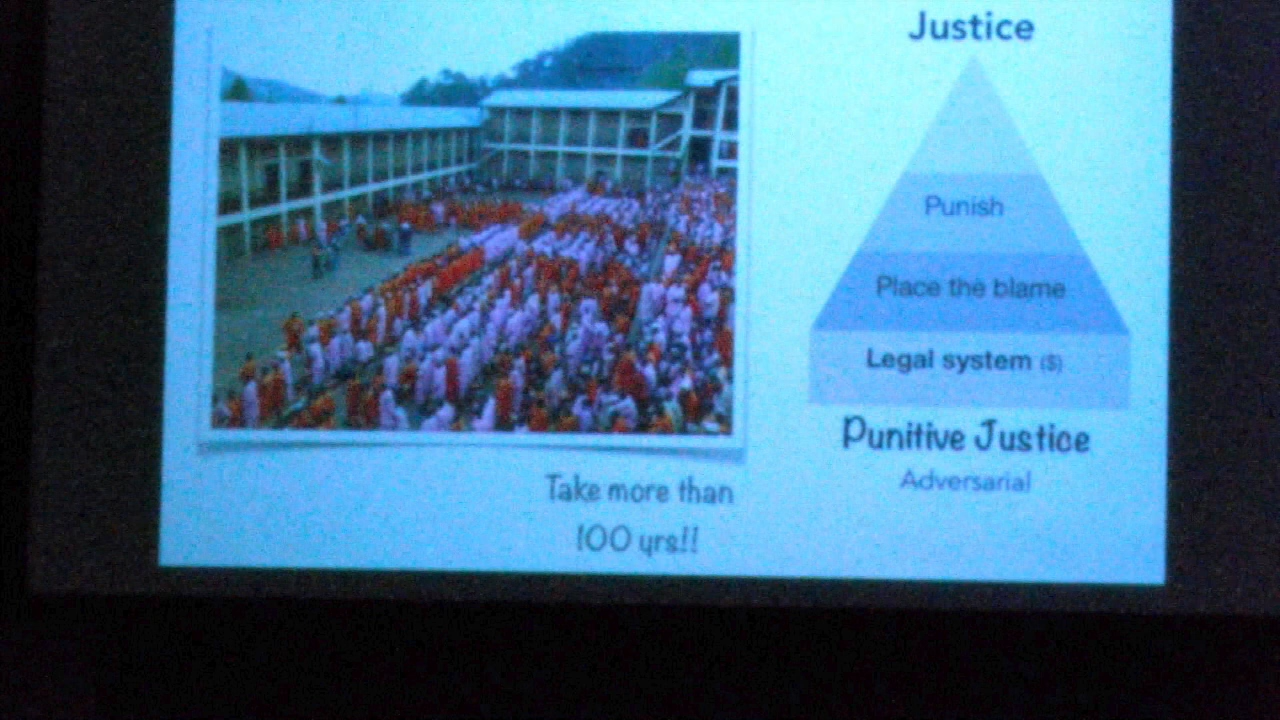 Justice
Punish
Place the blame
Legal system ($)
Punitive Justice
Adversarial
Take more than
100 yrs!!